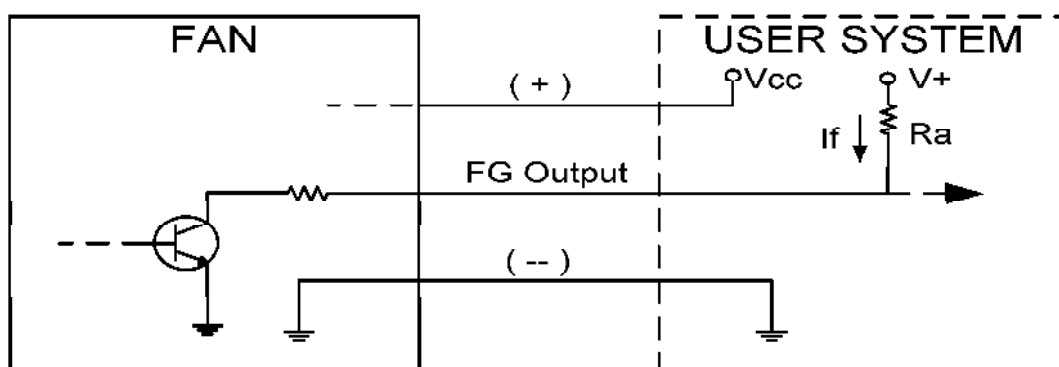 FAN
USER SYSTEM
( + )
Vcc
V+
If
Ra
FG Output
( -- )